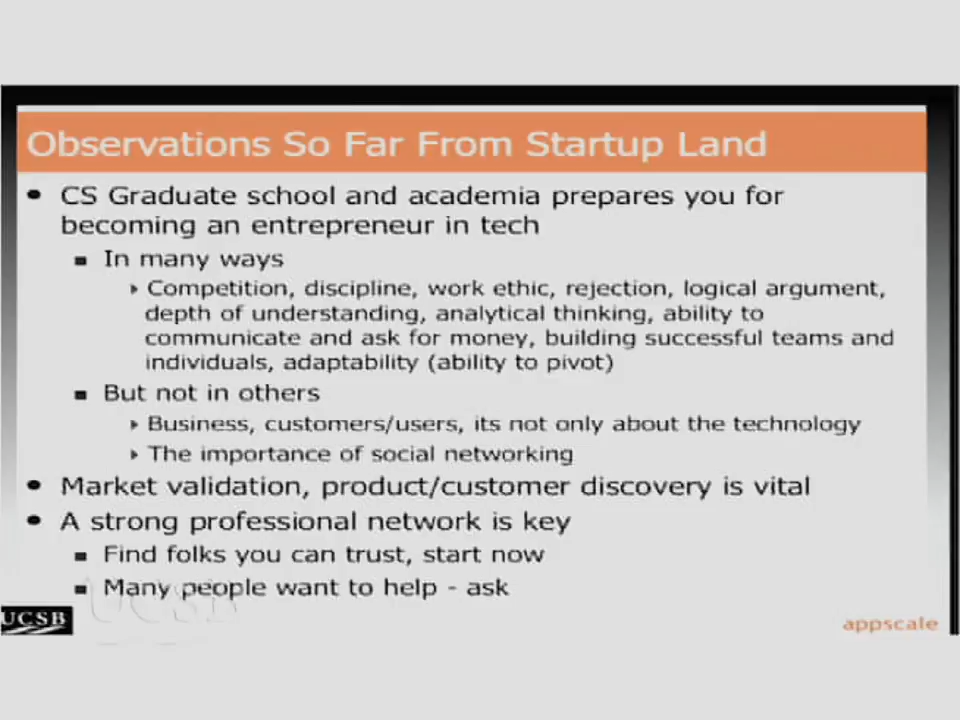 Observations So Far From Startup Land
• CS Graduate school and academia prepares you for
becoming an entrepreneur in tech
▪ In many ways
‣ Competition, discipline, work ethic, rejection, logical argument,
depth of understanding, analytical thinking, ability to
communicate and ask for money, building successful teams and
individuals, adaptability (ability to pivot)
▪ But not in others
‣ Business, customers/users, its not only about the technology
‣ The importance of social networking
• Market validation, product/customer discovery is vital
• A strong professional network is key
▪ Find folks you can trust, start now
▪ Many people want to help - ask
UCSB
UCSB
appscale